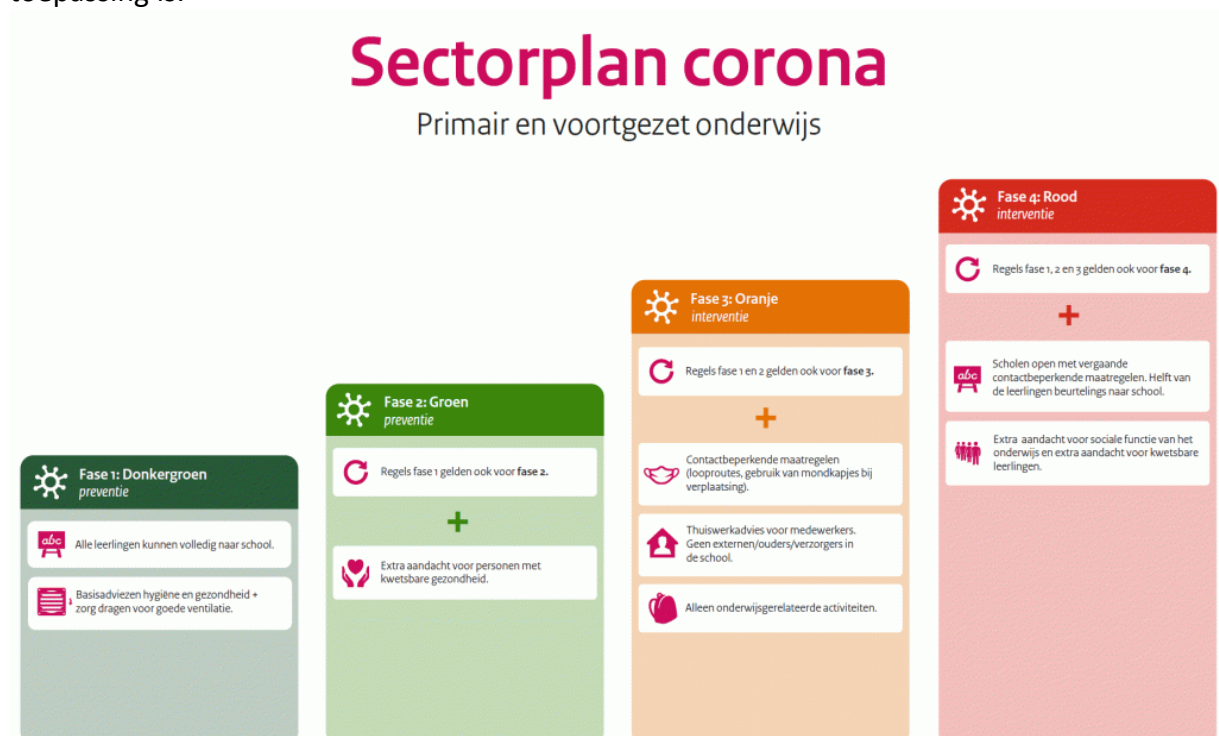 toepassing is.
Sectorplan corona
Primair en voortgezet onderwijs
Fase 1: Donkergroen
preventie
abc
Alle leerlingen kunnen volledig naar school.
Basisadviezen hygiëne en gezondheid +
zorg dragen voor goede ventilatie.
Fase 2: Groen
preventie
Regels fase 1 gelden ook voor fase 2.
+
Extra aandacht voor personen met
kwetsbare gezondheid.
Fase 3: Oranje
interventie
Regels fase 1 en 2 gelden ook voor fase 3.
+
Contactbeperkende maatregelen
(looproutes, gebruik van mondkapjes bij
verplaatsing).
Thuiswerkadvies voor medewerkers.
Geen externen/ouders/verzorgers in
de school.
Alleen onderwijsgerelateerde activiteiten.
Fase 4: Rood
interventie
Regels fase 1, 2 en 3 gelden ook voor fase 4.
+
abc
Scholen open met vergaande
contactbeperkende maatregelen. Helft van
de leerlingen beurtelings naar school.
Extra aandacht voor sociale functie van het
onderwijs en extra aandacht voor kwetsbare
leerlingen.